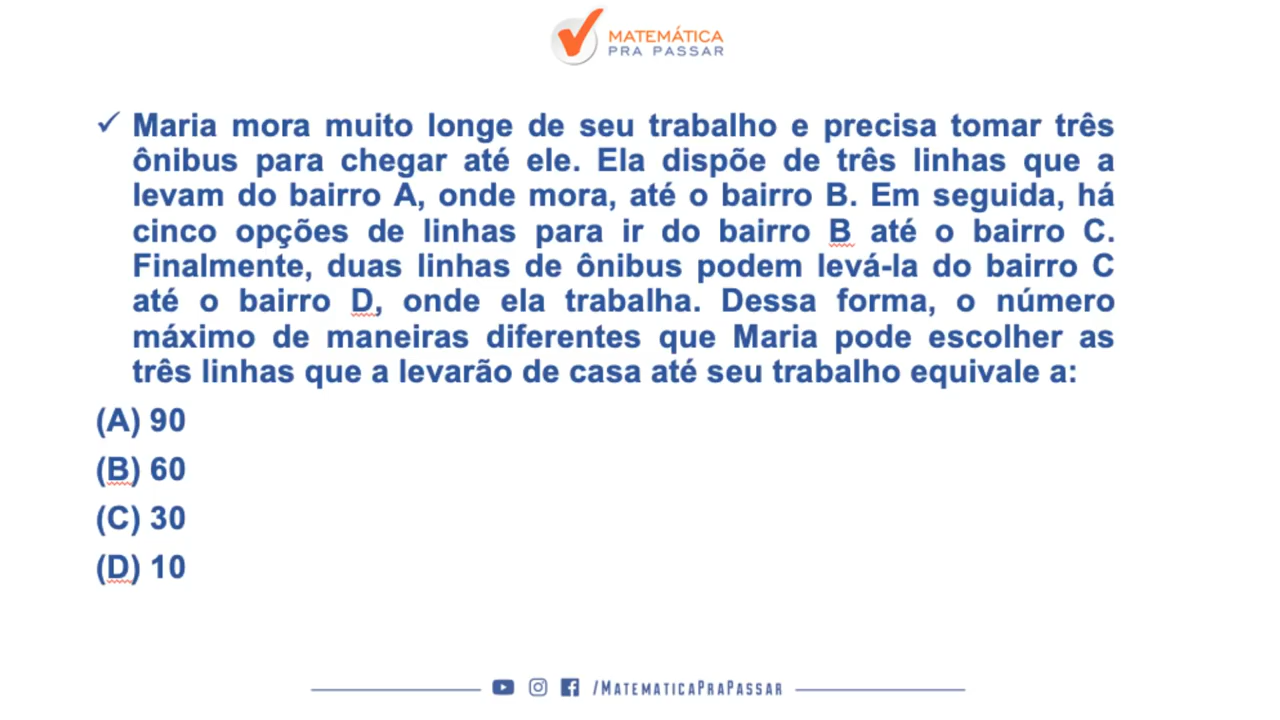 MATEMÁTICA
PRA PASSAR
✓ Maria mora muito longe de seu trabalho e precisa tomar três
ônibus para chegar até ele. Ela dispõe de três linhas que a
levam do bairro A, onde mora, até o bairro B. Em seguida, há
cinco opções de linhas para ir do bairro B até o bairro C.
Finalmente, duas linhas de ônibus podem levá-la do bairro C
até o bairro D, onde ela trabalha. Dessa forma, o número
máximo de maneiras diferentes que Maria pode escolher as
três linhas que a levarão de casa até seu trabalho equivale a:
(A) 90
(B) 60
(C) 30
(D) 10
/MATEMATICAPRAPASSAR